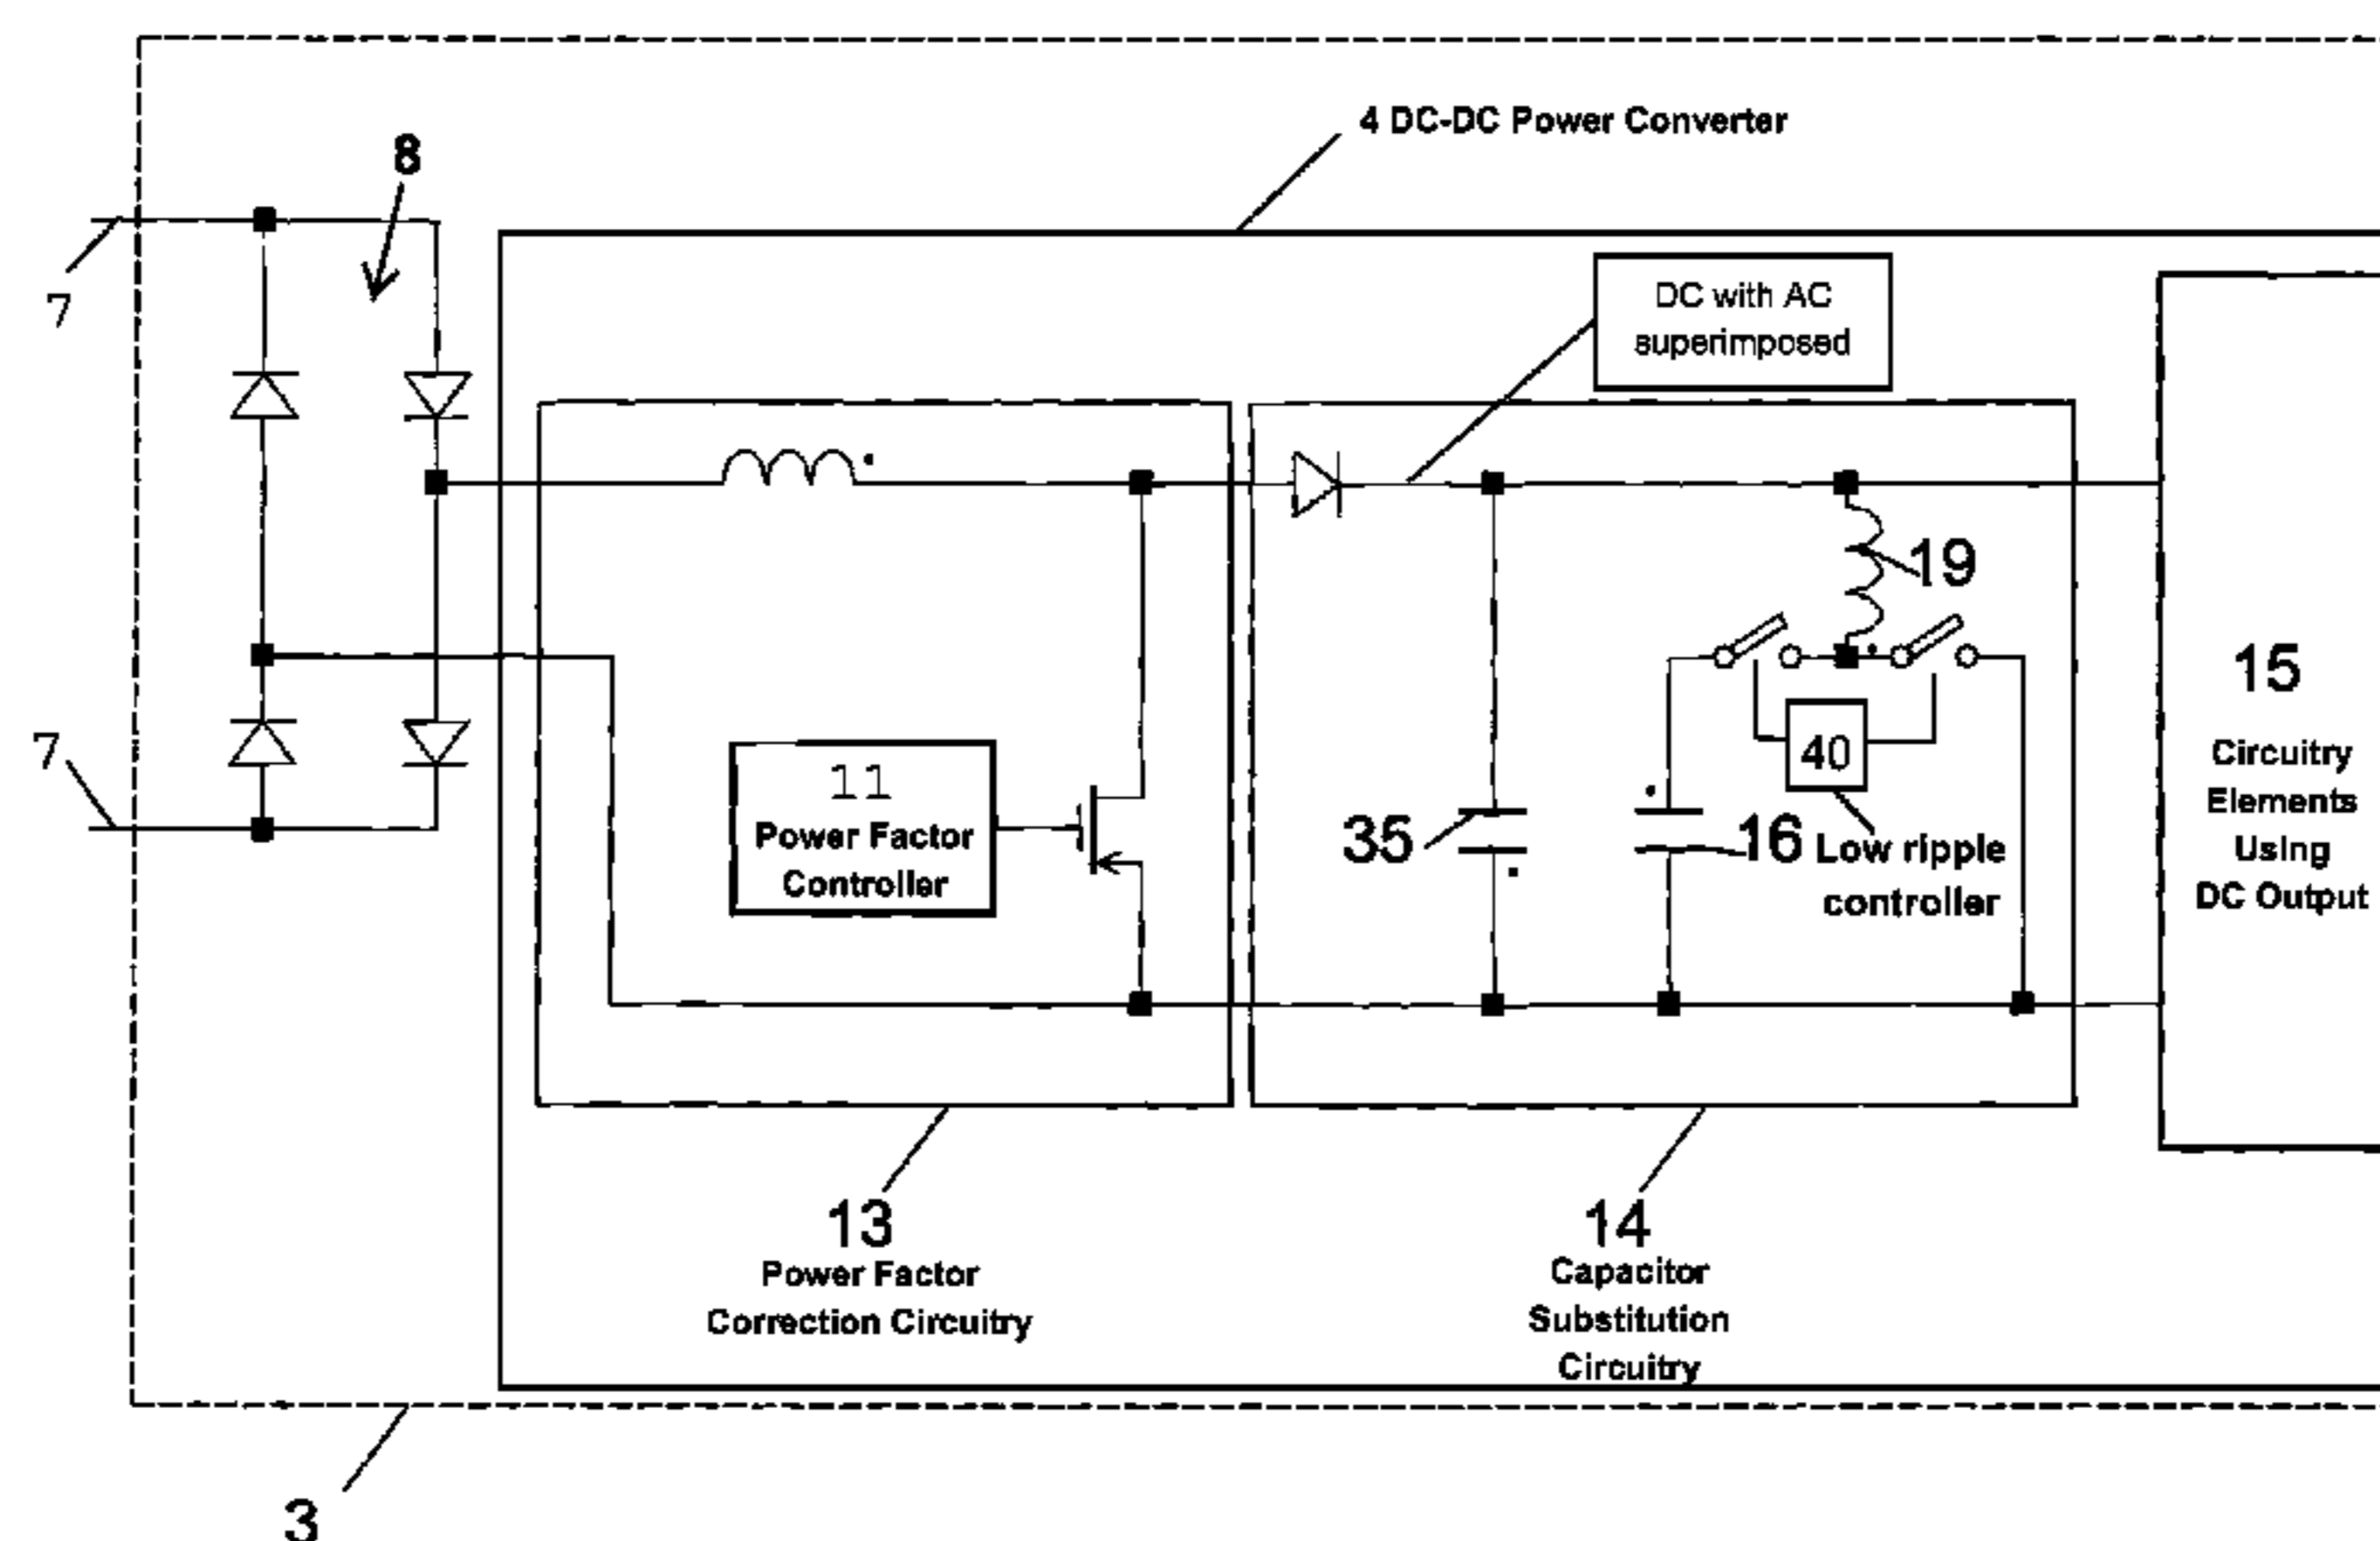 4 DC-DC Power Converter
8
7
DC with AC
superimposed
19
15
Circuitry
Elements
Using
DC Output
7
40
11
Power Factor
Controller
35
16
Low ripple
controller
13
Power Factor
Correction Circuitry
14
Capacitor
Substitution
Circuitry
3